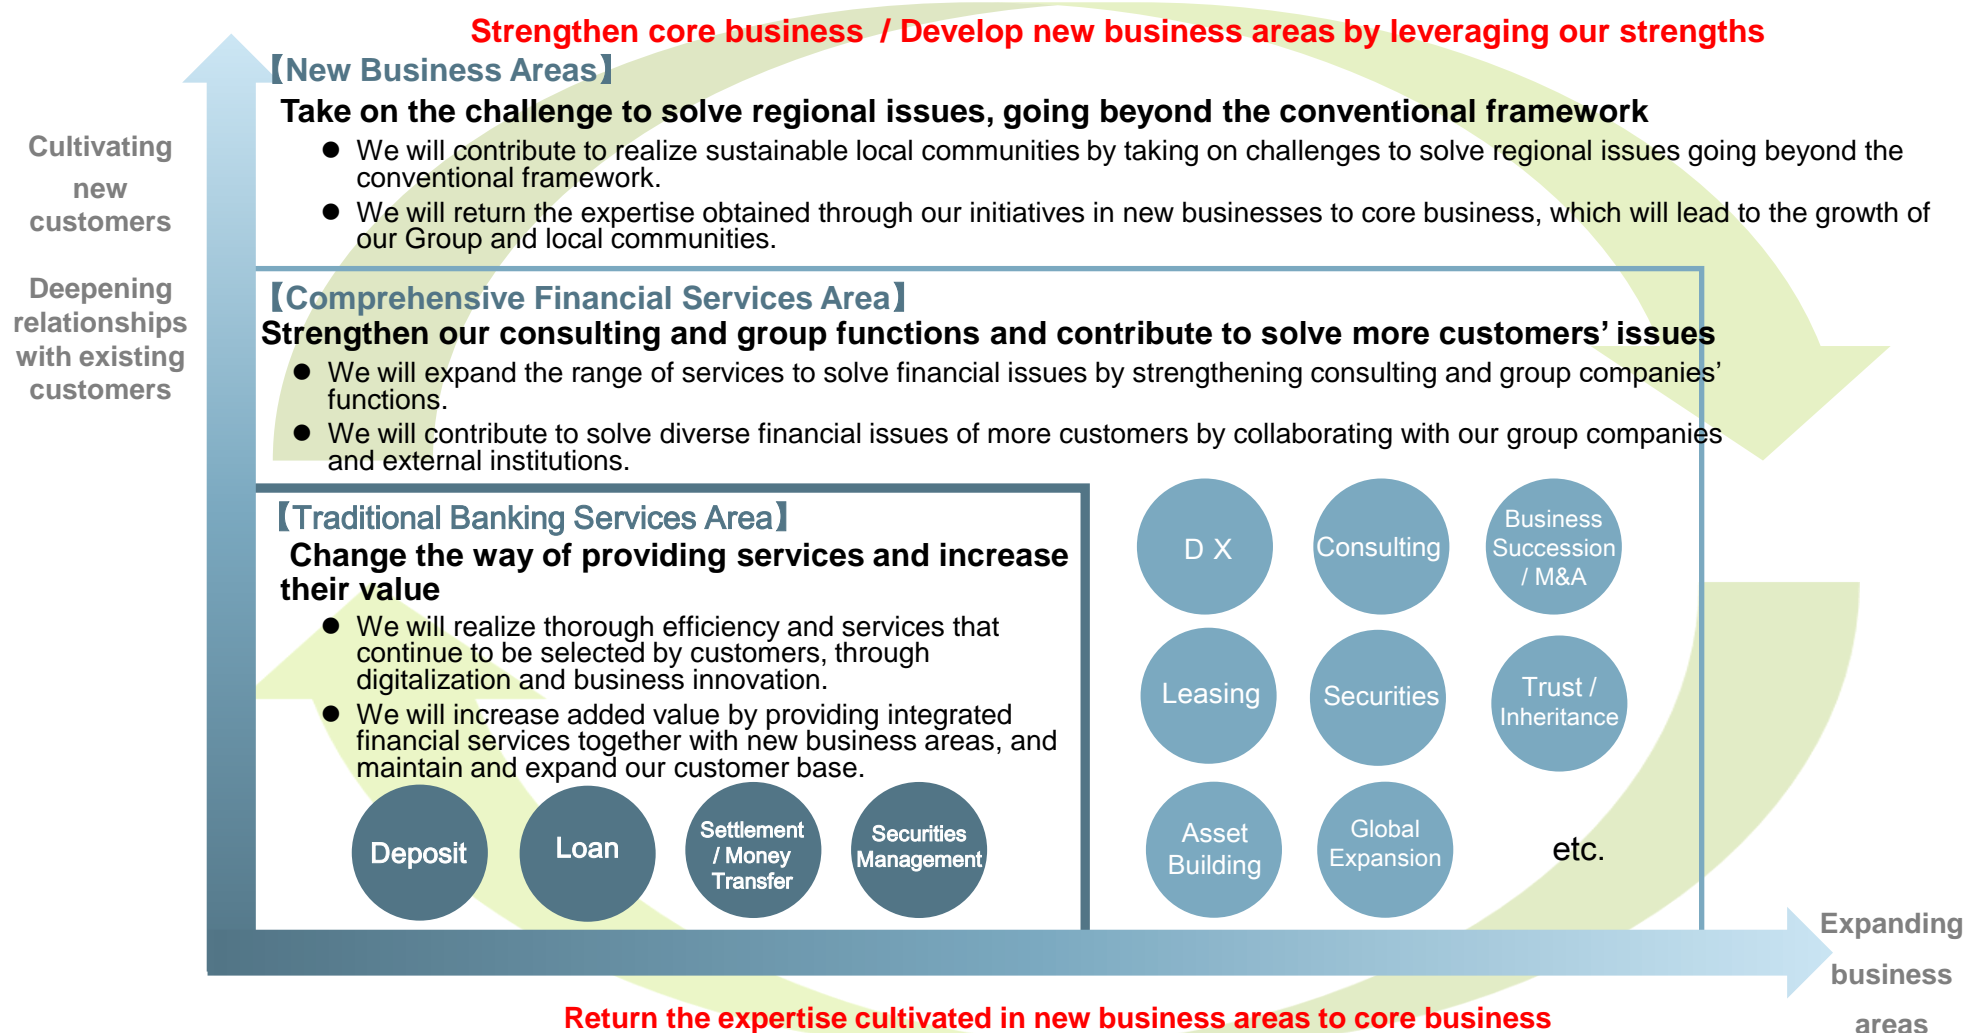 Strengthen core business / Develop new business areas by leveraging our strengths
【New Business Areas】
Take on the challenge to solve regional issues, going beyond the conventional framework
● We will contribute to realize sustainable local communities by taking on challenges to solve regional issues going beyond the
conventional framework.
● We will return the expertise obtained through our initiatives in new businesses to core business, which will lead to the growth of
our Group and local communities.
Cultivating
new
customers
Deepening
relationships
with existing
customers
【Comprehensive Financial Services Area】
Strengthen our consulting and group functions and contribute to solve more customers’ issues
● We will expand the range of services to solve financial issues by strengthening consulting and group companies’
functions.
● We will contribute to solve diverse financial issues of more customers by collaborating with our group companies
and external institutions.
【Traditional Banking Services Area】
Change the way of providing services and increase
their value
● We will realize thorough efficiency and services that
continue to be selected by customers, through
digitalization and business innovation.
● We will increase added value by providing integrated
financial services together with new business areas, and
maintain and expand our customer base.
Deposit
Loan
Settlement
/ Money
Transfer
Securities
Management
D X
Consulting
Business
Succession
/ M&A
Leasing
Securities
Trust /
Inheritance
Asset
Building
Global
Expansion
etc.
Expanding
business
areas
Return the expertise cultivated in new business areas to core business